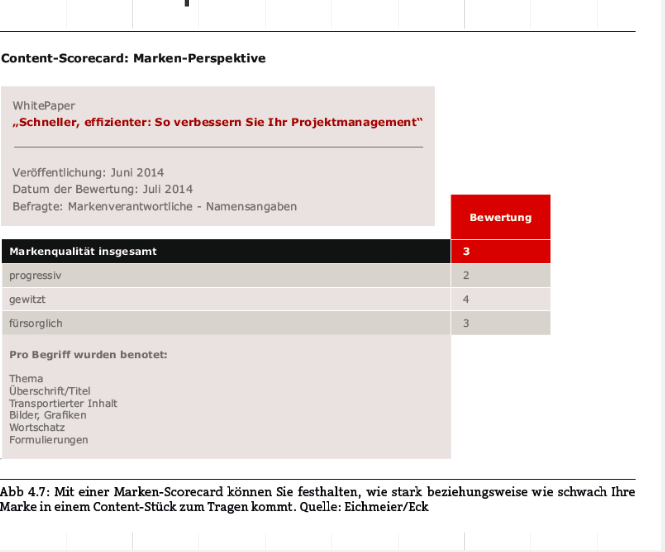 Content-Scorecard: Marken-Perspektive
WhitePaper
„Schneller, effizienter: So verbessern Sie Ihr Projektmanagement“
Veröffentlichung: Juni 2014
Datum der Bewertung: Juli 2014
Befragte: Markenverantwortliche - Namensangaben
Bewertung
Markenqualität insgesamt 3
progressiv 2
gewitzt 4
fürsorglich 3
Pro Begriff wurden benotet:
Thema
Überschrift/Titel
Transportierter Inhalt
Bilder, Grafiken
Wortschatz
Formulierungen
Abb 4.7: Mit einer Marken-Scorecard können Sie festhalten, wie stark beziehungsweise wie schwach Ihre
Marke in einem Content-Stück zum Tragen kommt. Quelle: Eichmeier/Eck